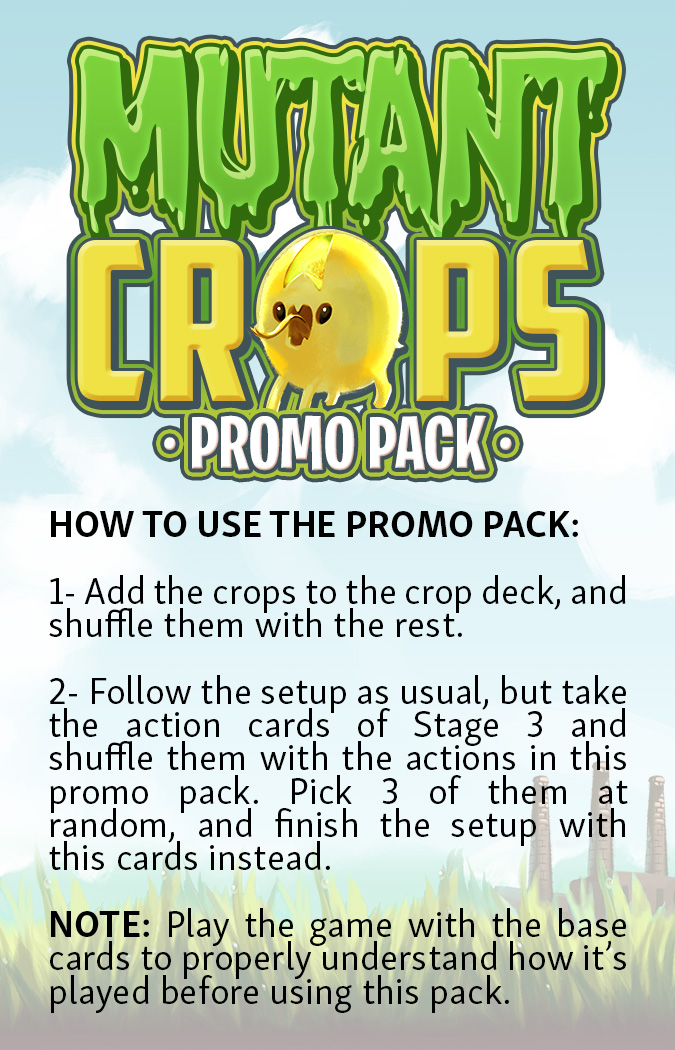 MUTANT
CROPS
• PROMO PACK •
HOW TO USE THE PROMO PACK:
1- Add the crops to the crop deck, and
shuffle them with the rest.
2- Follow the setup as usual, but take
the action cards of Stage 3 and
shuffle them with the actions in this
promo pack. Pick 3 of them at
random, and finish the setup with
this cards instead.
NOTE: Play the game with the base
cards to properly understand how it's
played before using this pack.